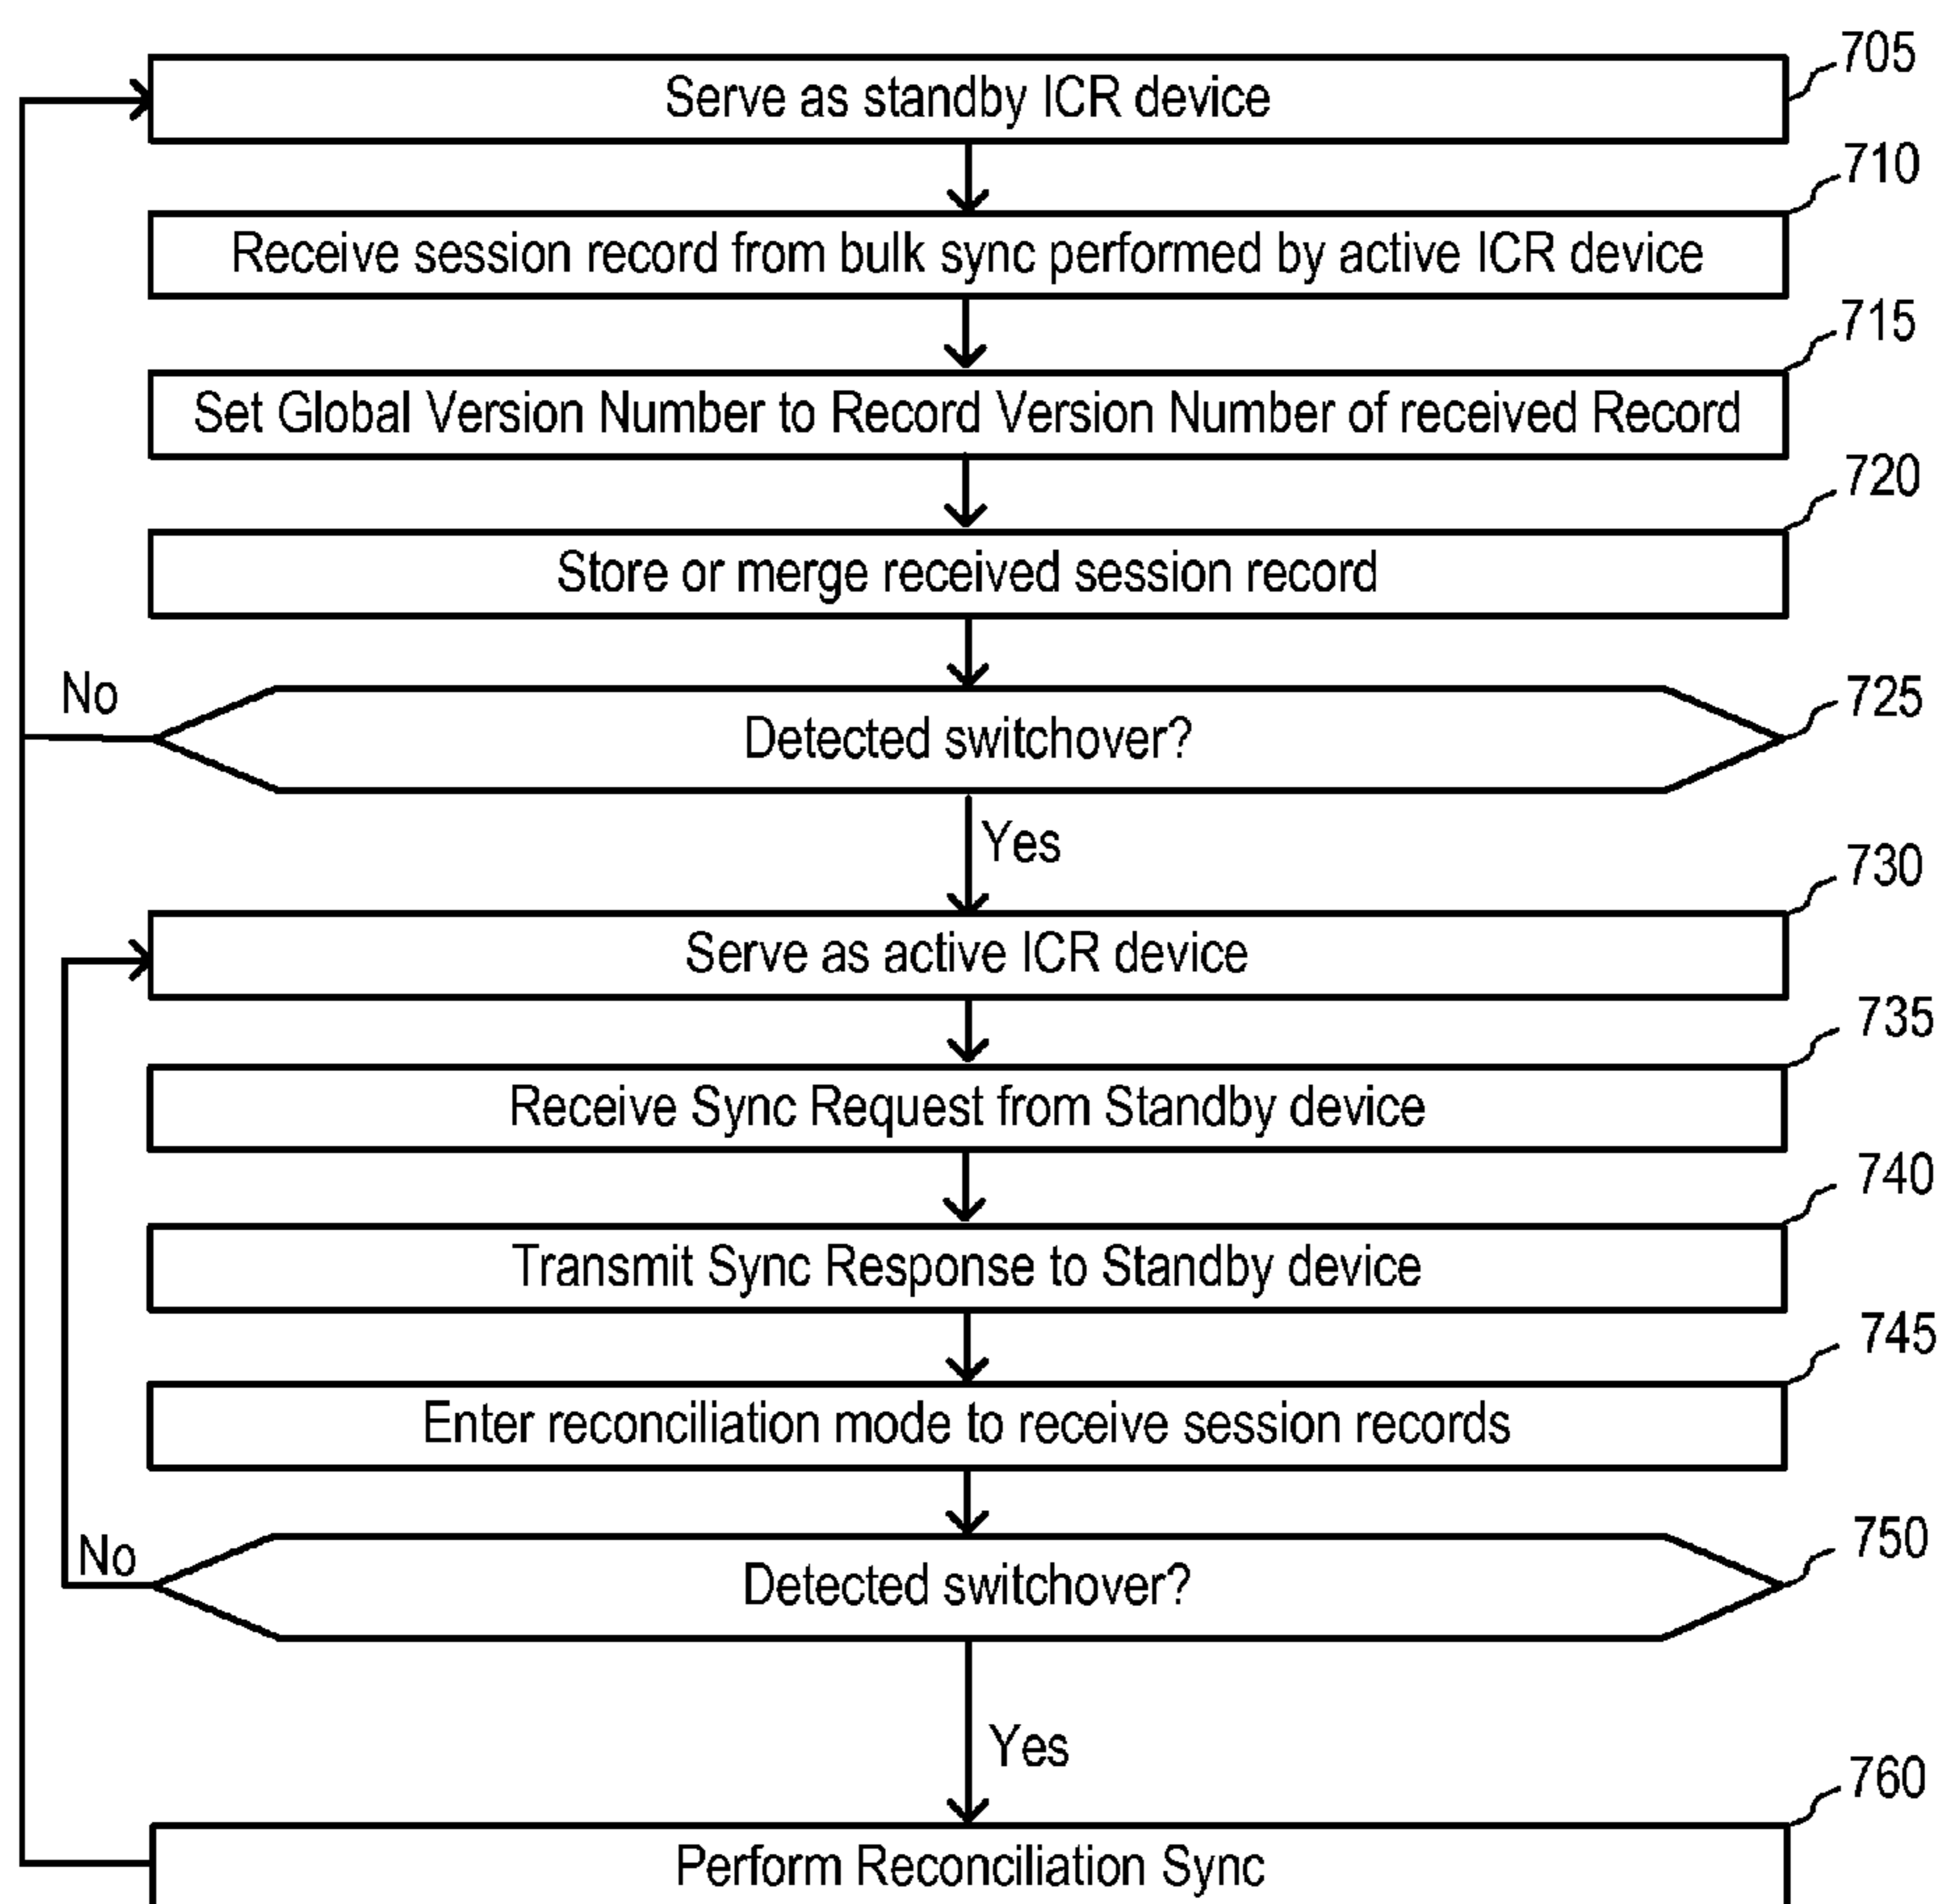 Serve as standby ICR device
705
Receive session record from bulk sync performed by active ICR device
710
Set Global Version Number to Record Version Number of received Record
715
Store or merge received session record
720
No
Detected switchover?
725
Yes
Serve as active ICR device
730
Receive Sync Request from Standby device
735
Transmit Sync Response to Standby device
740
Enter reconciliation mode to receive session records
745
No
Detected switchover?
750
Yes
Perform Reconciliation Sync
760